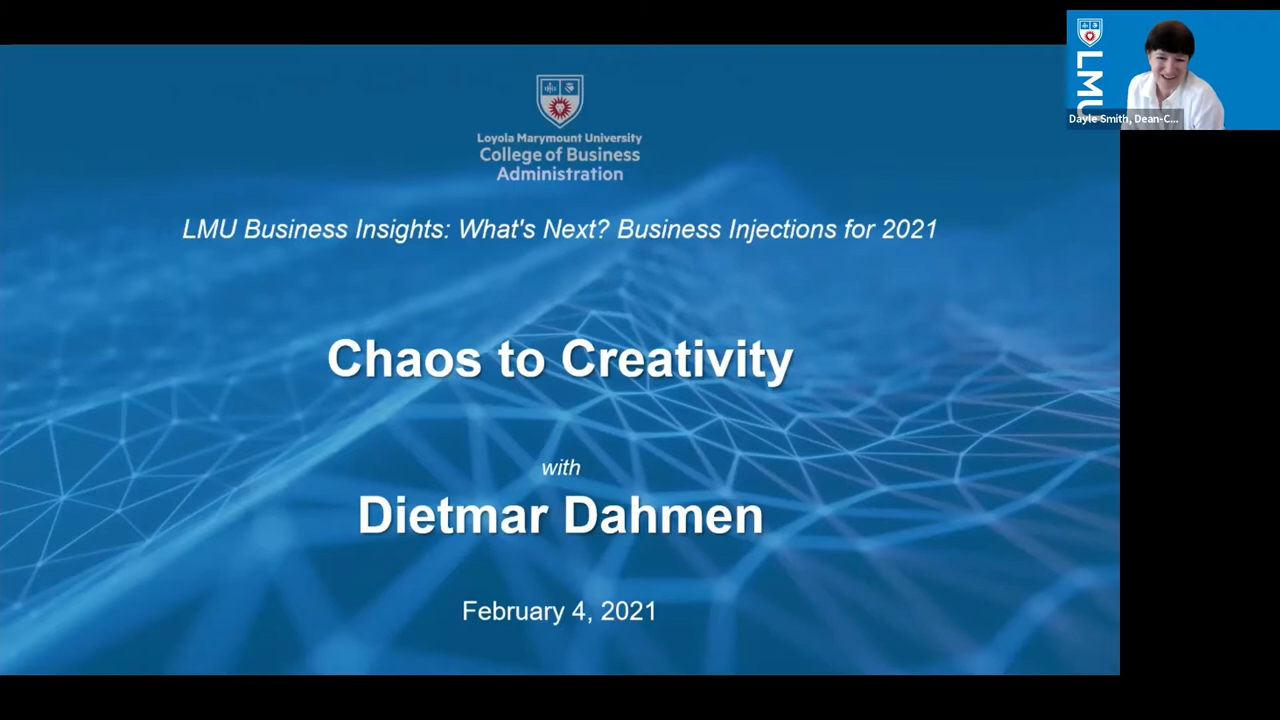 Loyola Marymount University
College of Business
Administration
LMU Business Insights: What's Next? Business Injections for 2021
Chaos to Creativity
with
Dietmar Dahmen
February 4, 2021
LMU
Dayle Smith, Dean-C...